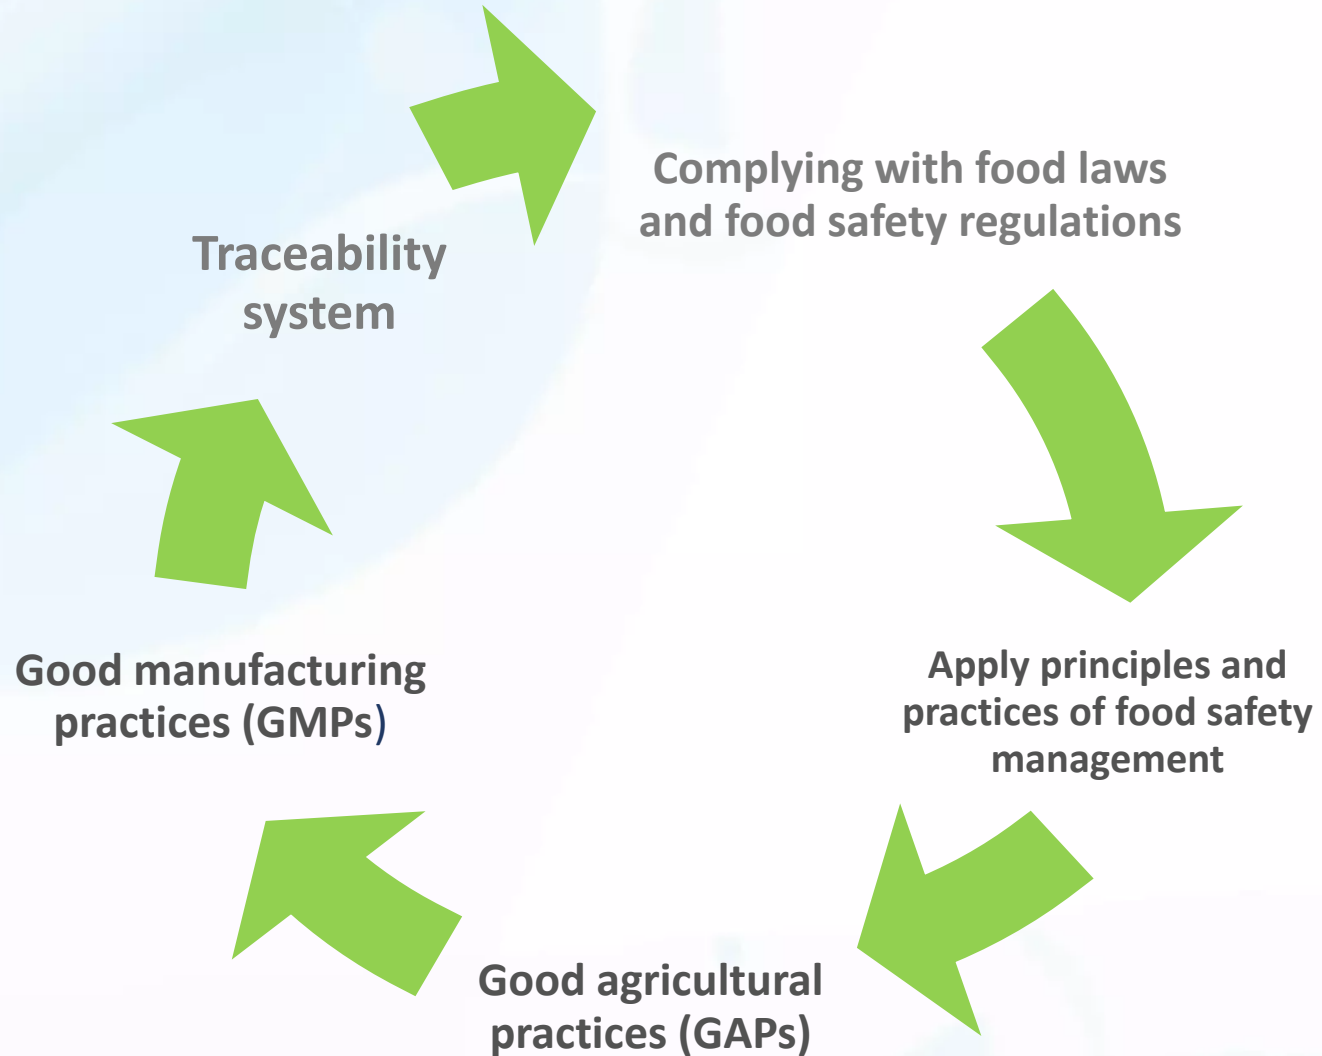 Complying with food laws
and food safety regulations
Traceability
system
Good manufacturing
practices (GMPs)
Apply principles and
practices of food safety
management
Good agricultural
practices (GAPs)